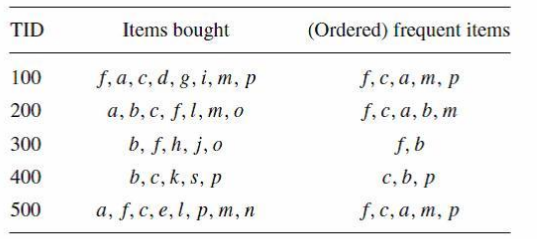 TID Items bought (Ordered) frequent items
100 f, a, c, d, g, i, m, p f, c, a, m, p
200 a, b, c, f, l, m, o f, c, a, b, m
300 b, f, h, j, o f, b
400 b, c, k, s, p c, b, p
500 a, f, c, e, l, p, m, n f, c, a, m, p